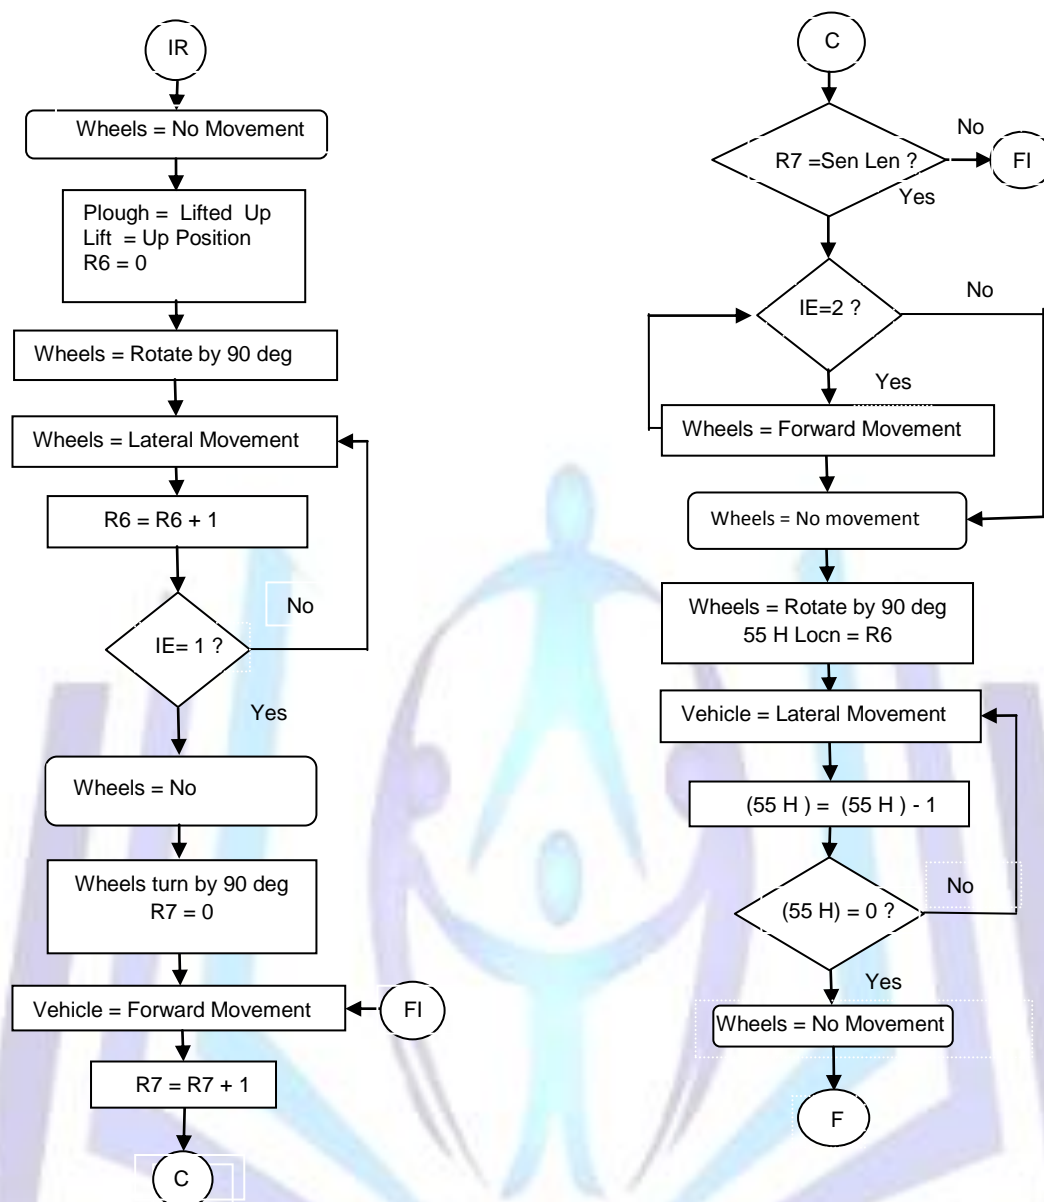 IR
Wheels = No Movement
Plough = Lifted Up
Lift = Up Position
R6 = 0
Wheels = Rotate by 90 deg
Wheels = Lateral Movement
R6 = R6 + 1
No
IE= 1 ?
Yes
Wheels = No
Wheels turn by 90 deg
R7 = 0
Vehicle = Forward Movement
FI
R7 = R7 + 1
C
C
No
R7 =Sen Len ?
FI
Yes
IE=2 ?
No
Yes
Wheels = Forward Movement
Wheels = No movement
Wheels = Rotate by 90 deg
55 H Locn = R6
Vehicle = Lateral Movement
(55 H ) = (55 H ) - 1
No
(55 H) = 0 ?
Yes
Wheels = No Movement
F